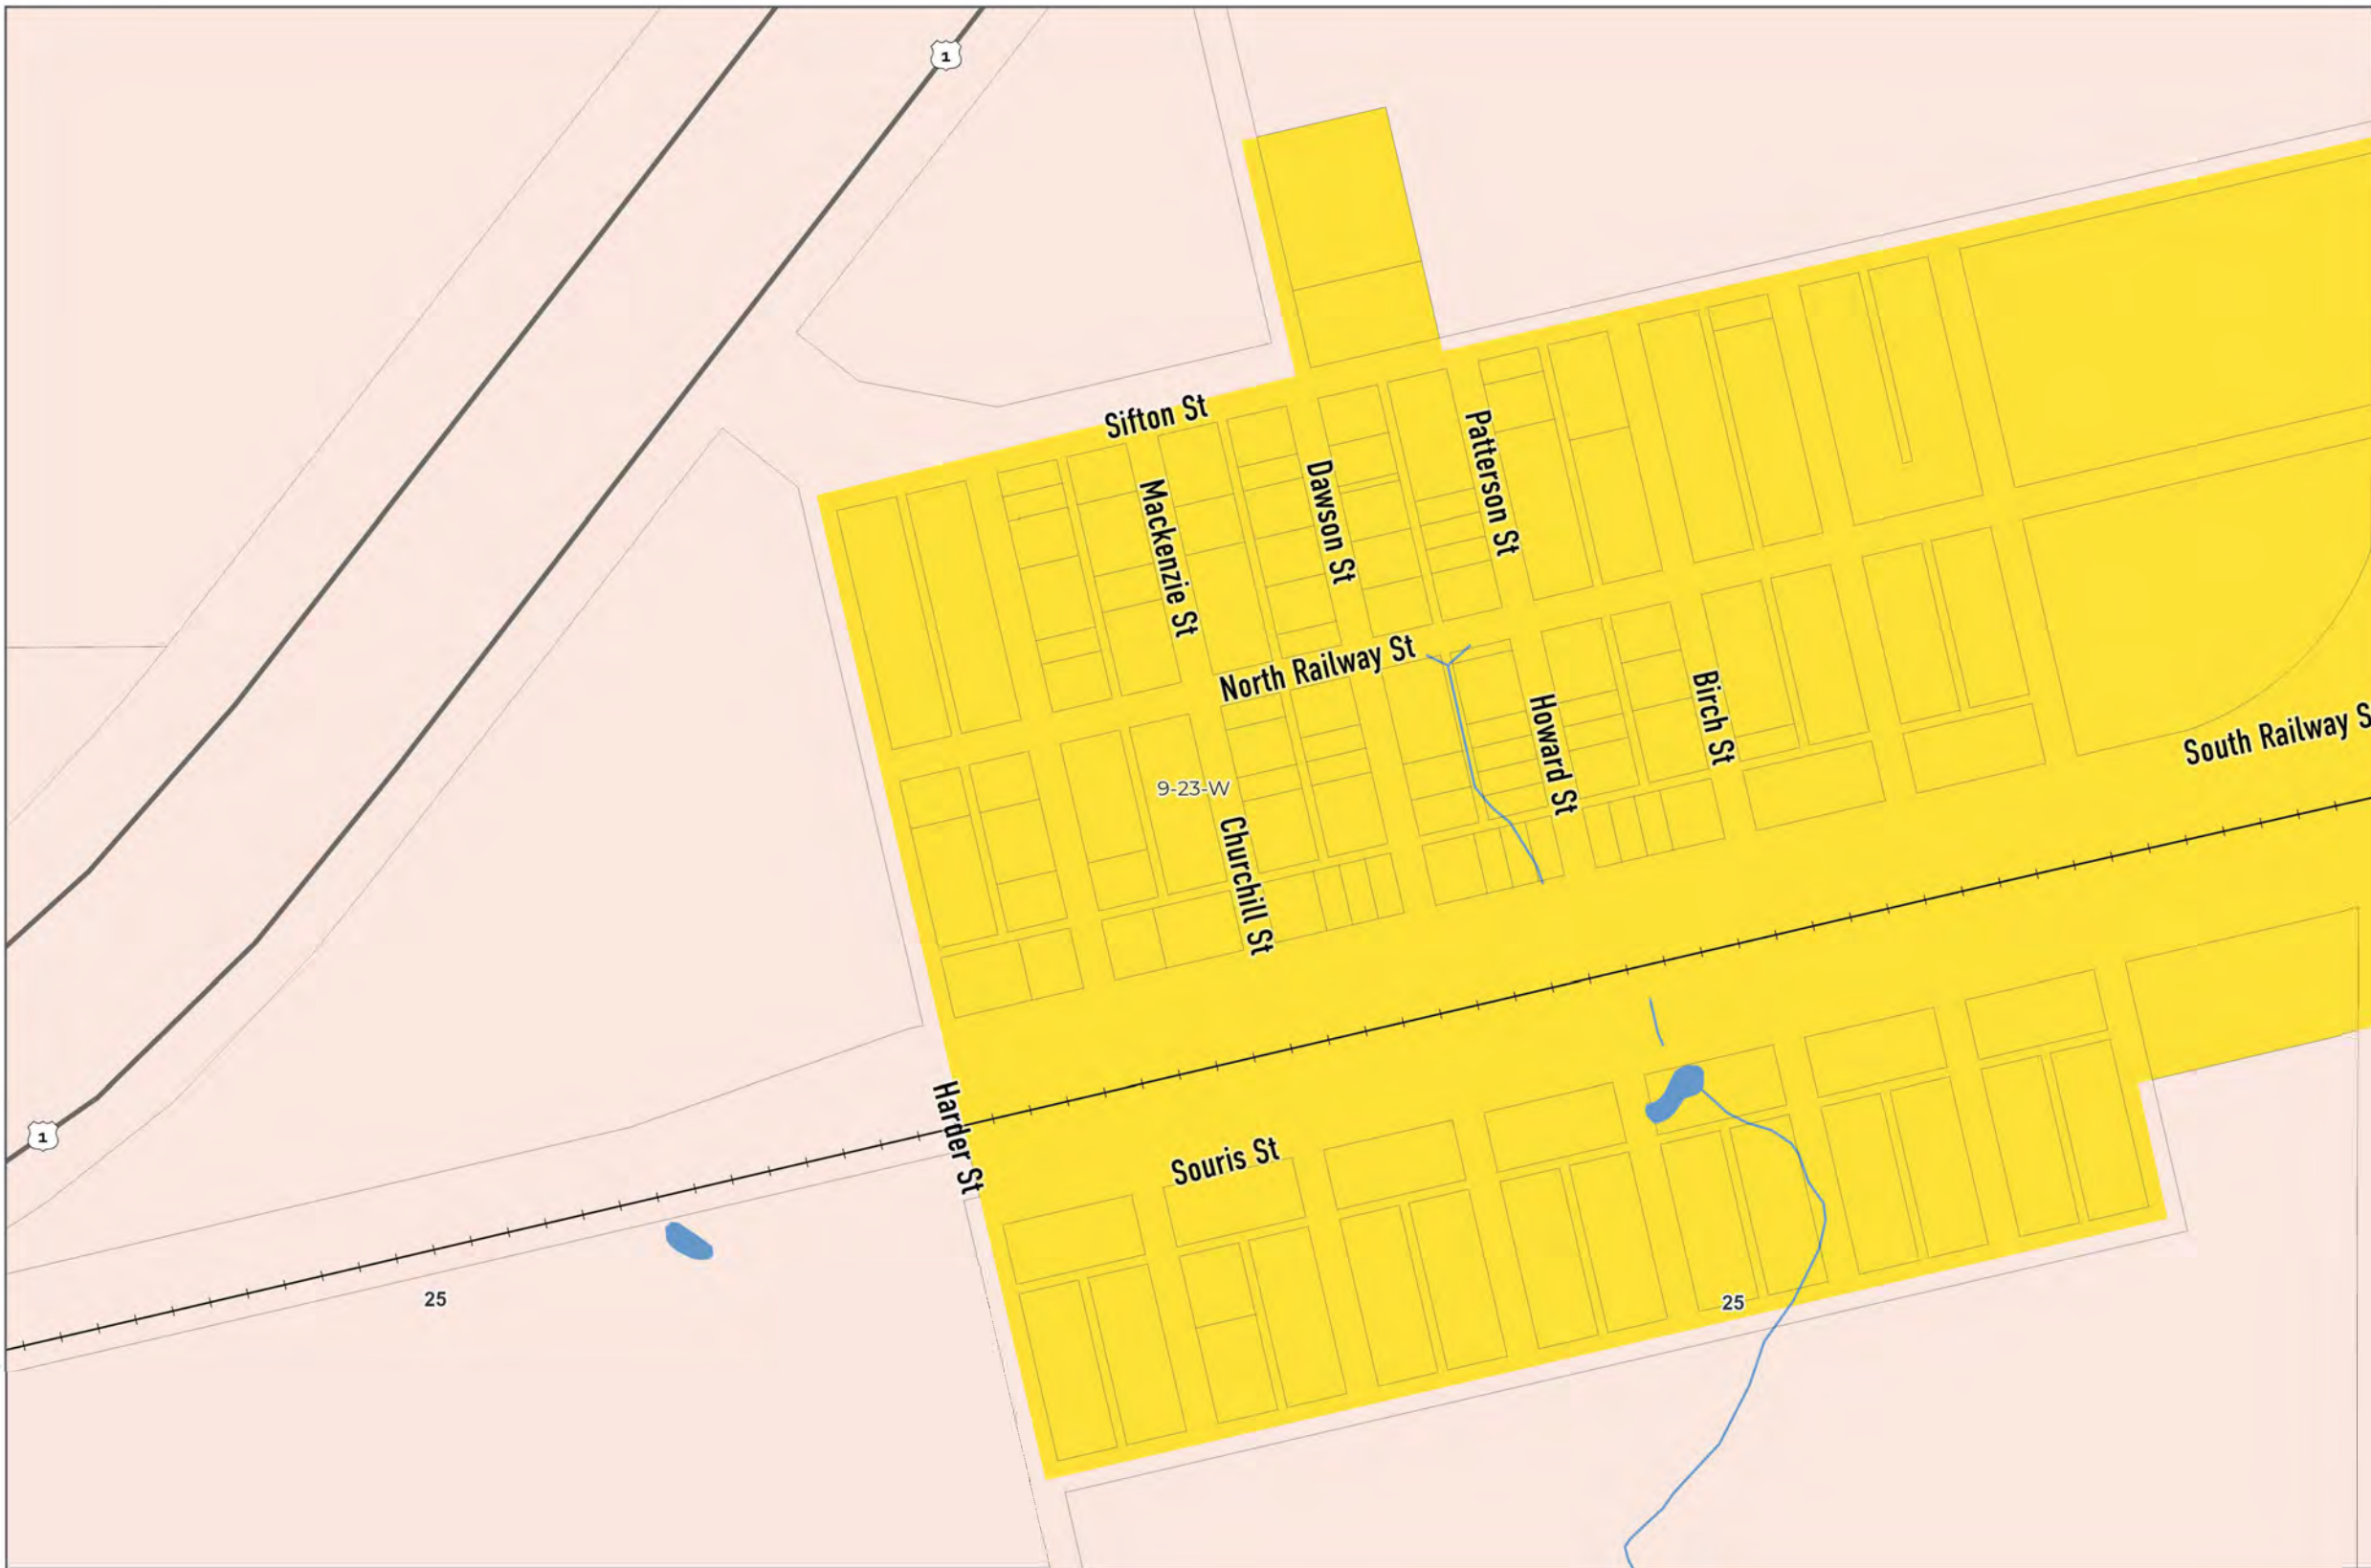 1
Sifton St
Patterson St
Dawson St
Mackenzie St
North Railway St
Birch St
Howard St
South Railway S
9-23-W
Churchill St
Harder St
1
Souris St
25
25